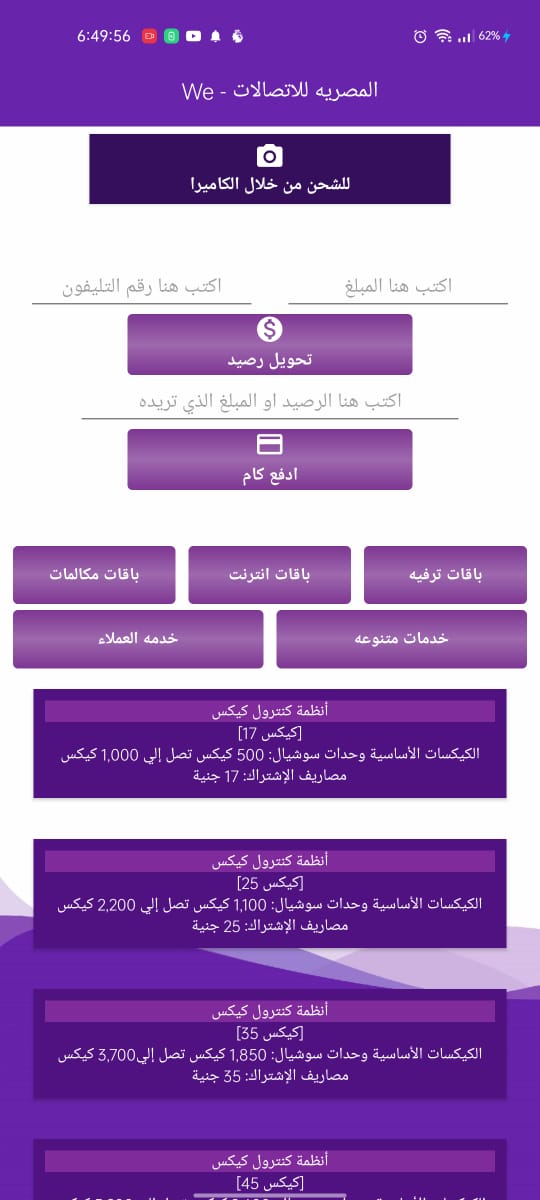 6:49:56
62%
المصريه للاتصالات - We
للشحن من خلال الكاميرا
اكتب هنا المبلغ
اكتب هنا رقم التليفون
تحويل رصيد
اكتب هنا الرصيد او المبلغ الذي تريده
ادفع كام
باقات ترفيه
باقات انترنت
باقات مكالمات
خدمات متنوعه
خدمه العملاء
أنظمة كنترول كيكس
[كيكس 17]
الكيكسات الأساسية وحدات سوشيال: 500 كيكس تصل إلي 1,000 كيكس
مصاريف الإشتراك: 17 جنية
أنظمة كنترول كيكس
[كيكس 25]
الكيكسات الأساسية وحدات سوشيال: 1,100 كيكس تصل إلي 2,200 كيكس
مصاريف الإشتراك: 25 جنية
أنظمة كنترول كيكس
[كيكس 35]
الكيكسات الأساسية وحدات سوشيال: 1,850 كيكس تصل إلي3,700 كيكس
مصاريف الإشتراك: 35 جنية
أنظمة كنترول كيكس
[كيكس 45]